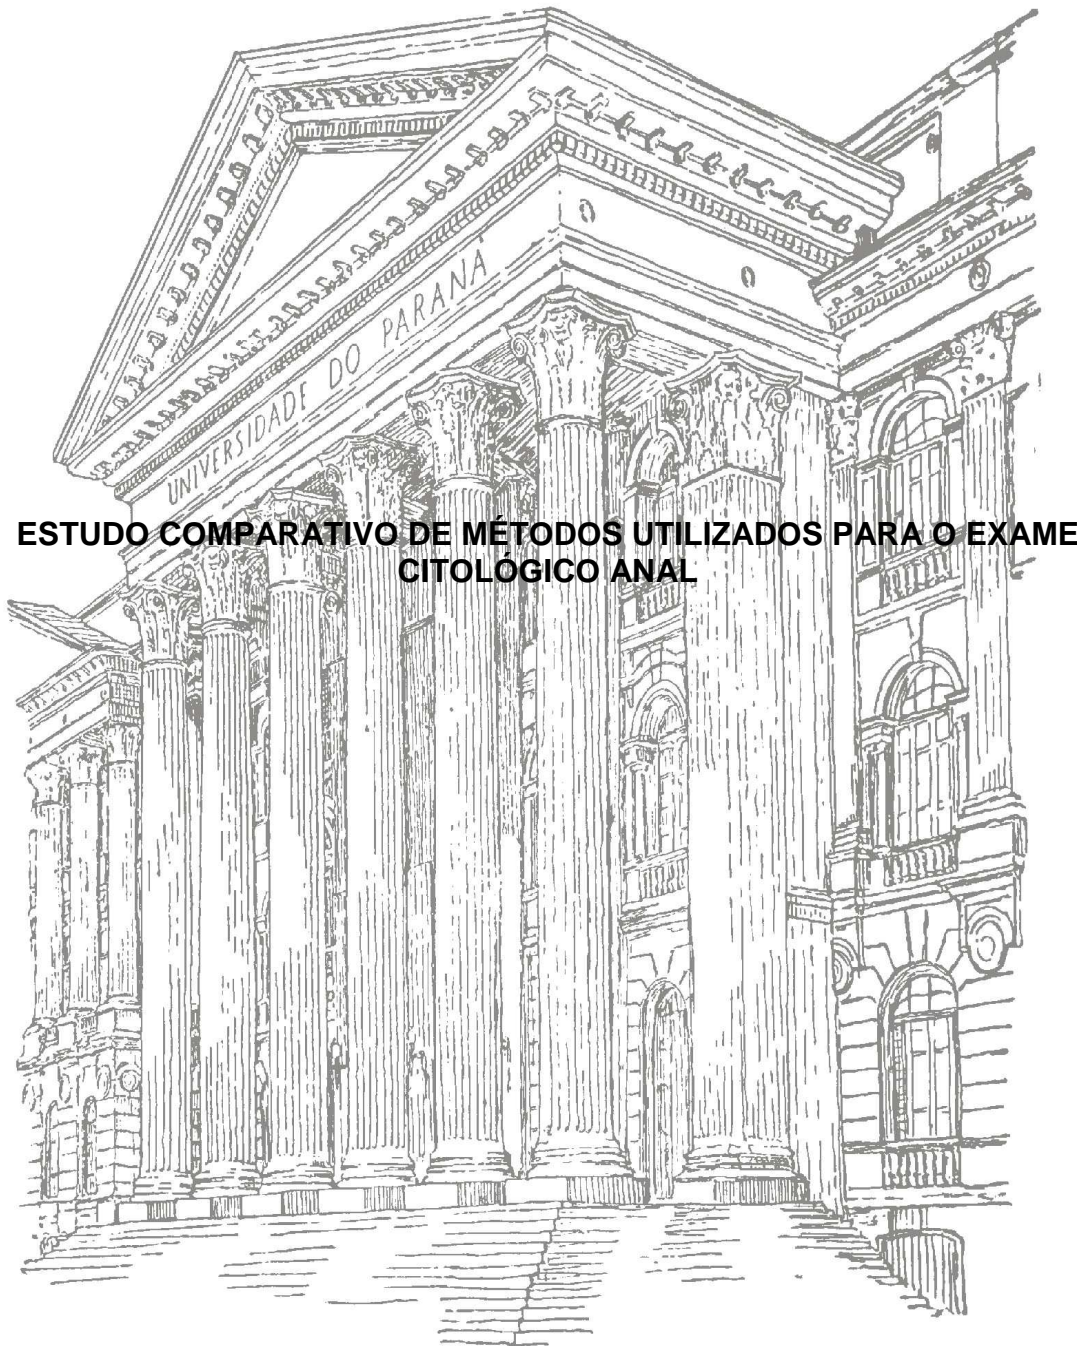 UNIVERSIDADE DO PARANÁ
ESTUDO COMPARATIVO DE MÉTODOS UTILIZADOS PARA O EXAME
CITOLÓGICO ANAL